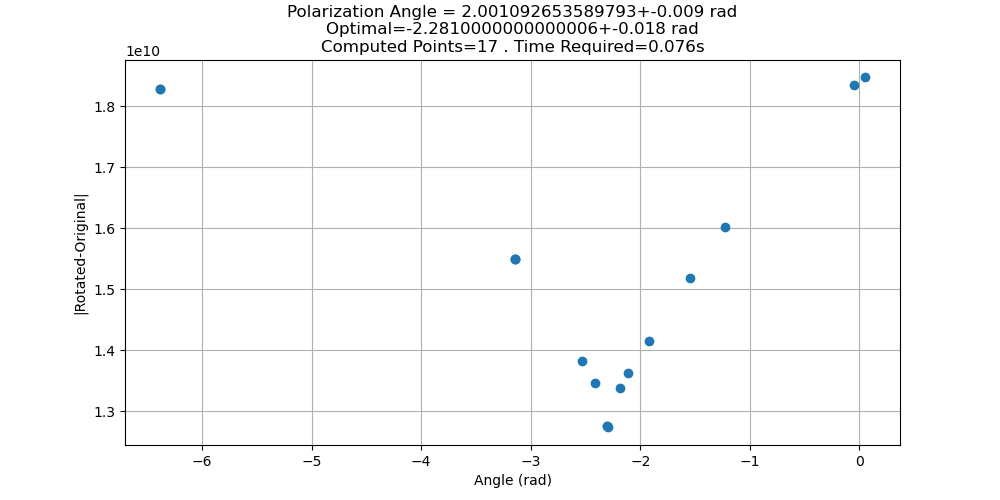 Polarization Angle = 2.001092653589793+-0.009 rad
Optimal=-2.2810000000000006+-0.018 rad
Computed Points=17 . Time Required=0.076s
1e10
1.8
1.7
1.6
1.5
1.4
1.3
|Rotated-Original|
−6 −5 −4 −3 −2 −1 0
Angle (rad)